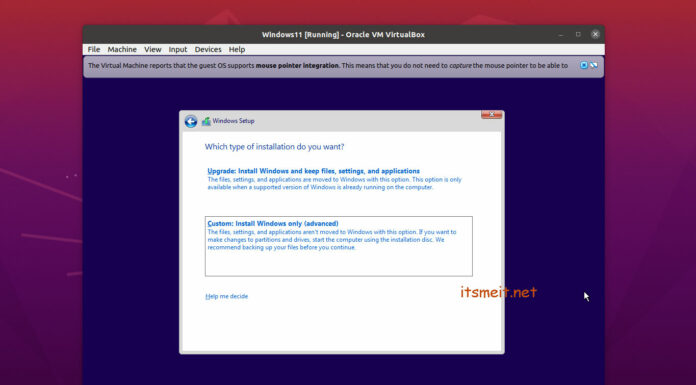 Windows11 [Running] - Oracle VM VirtualBox
File Machine View Input Devices Help
The Virtual Machine reports that the guest OS supports mouse pointer integration. This means that you do not need to capture the mouse pointer to be able to
Windows Setup
Which type of installation do you want?
Upgrade: Install Windows and keep files, settings, and applications
The files, settings, and applications are moved to Windows with this option. This option is only
available when a supported version of Windows is already running on the computer.
Custom: Install Windows only (advanced)
The files, settings, and applications aren't moved to Windows with this option. If you want to
make changes to partitions and drives, start the computer using the installation disc. We
recommend backing up your files before you continue.
itsmeit.net
Help me decide